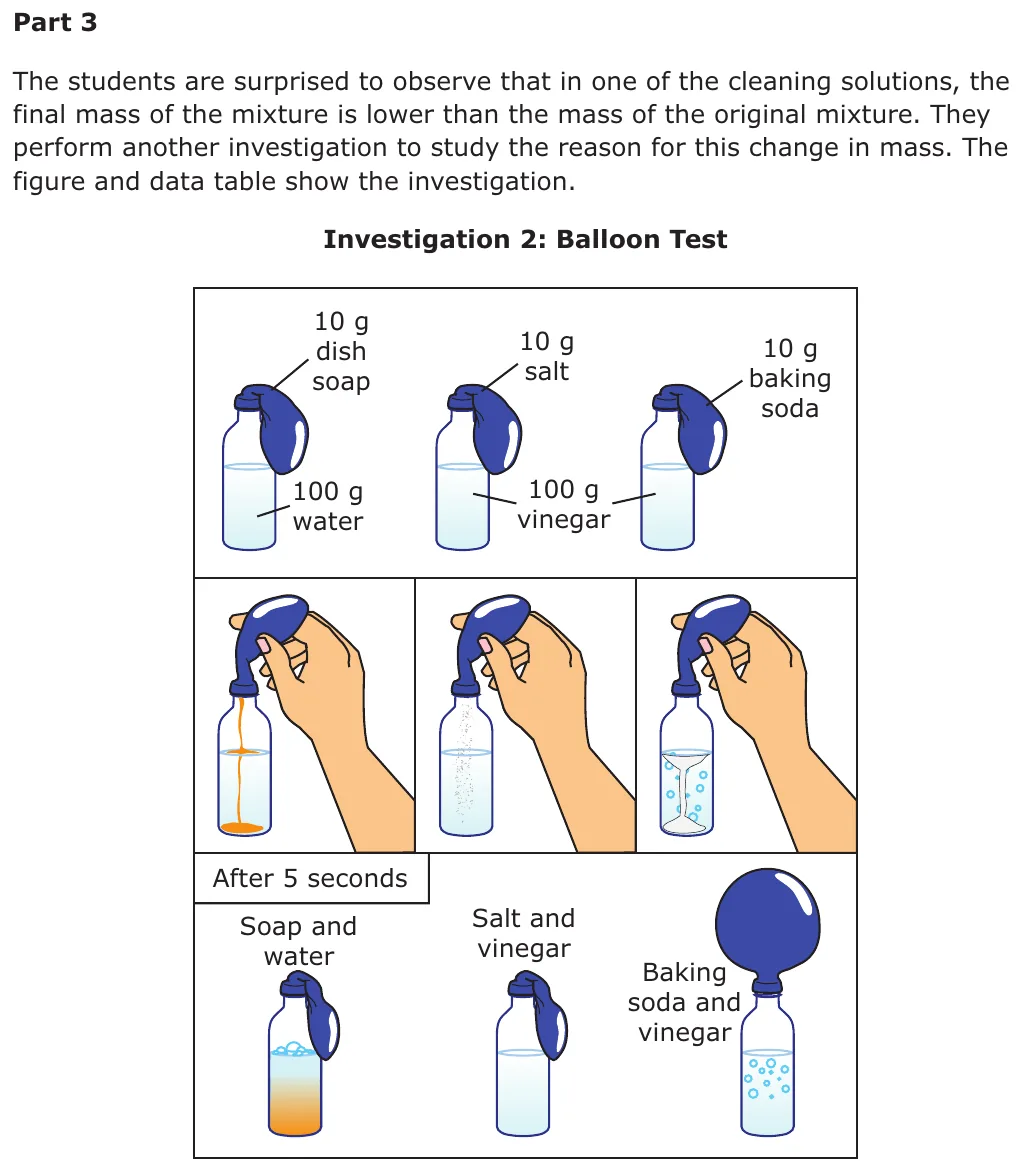 Part 3
The students are surprised to observe that in one of the cleaning solutions, the
final mass of the mixture is lower than the mass of the original mixture. They
perform another investigation to study the reason for this change in mass. The
figure and data table show the investigation.
Investigation 2: Balloon Test
10 g
dish
soap
10 g
salt
10 g
baking
soda
100 g
water
100 g
vinegar
After 5 seconds
Soap and
water
Salt and
vinegar
Baking
soda and
vinegar